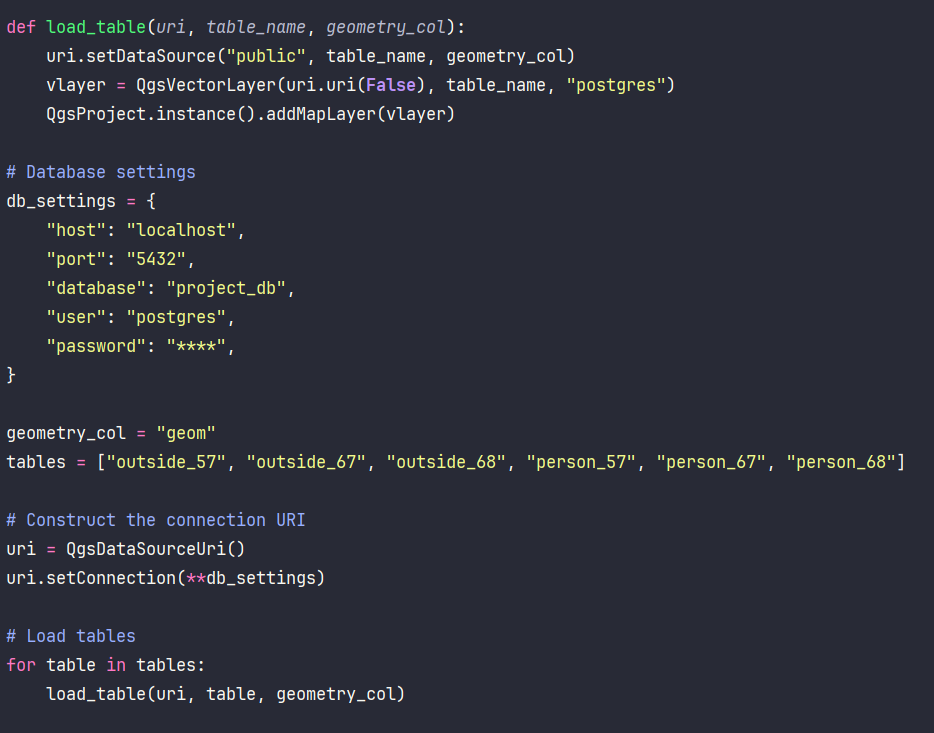 def load_table(uri, table_name, geometry_col):
    uri.setDataSource("public", table_name, geometry_col)
    vlayer = QgsVectorLayer(uri.uri(False), table_name, "postgres")
    QgsProject.instance().addMapLayer(vlayer)

# Database settings
db_settings = {
    "host": "localhost",
    "port": "5432",
    "database": "project_db",
    "user": "postgres",
    "password": "****",
}

geometry_col = "geom"
tables = ["outside_57", "outside_67", "outside_68", "person_57", "person_67", "person_68"]

# Construct the connection URI
uri = QgsDataSourceUri()
uri.setConnection(**db_settings)

# Load tables
for table in tables:
    load_table(uri, table, geometry_col)